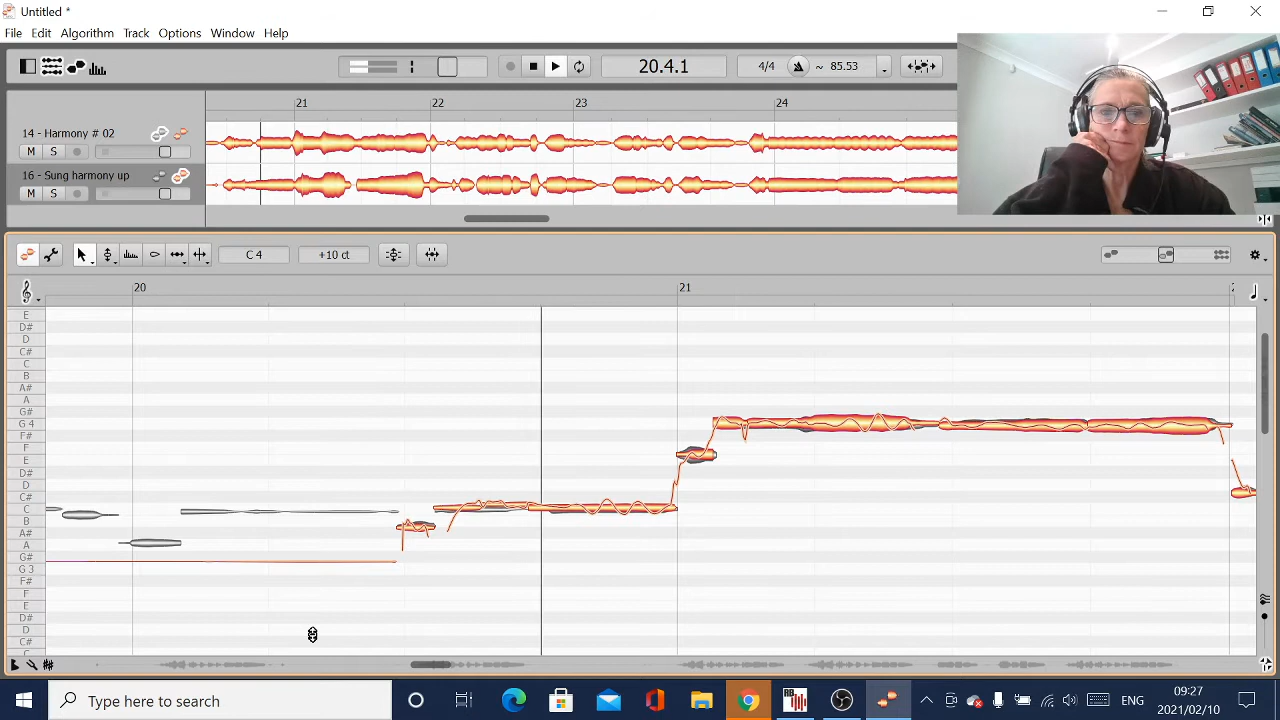 Untitled *
File Edit Algorithm Track Options Window Help
20.4.1 4/4 ~ 85.53
21 22 23 24
14 - Harmony # 02
M S
16 - Sung harmony up
M S
C 4 +10 ct
20 21
E
D#
D
C#
C
B
A#
A
G#
G 4
F#
F
E
D#
D
C#
C
B
A#
A
G#
G 3
F#
F
E
D#
D
C#
C
Type here to search
RB
ENG
09:27
2021/02/10